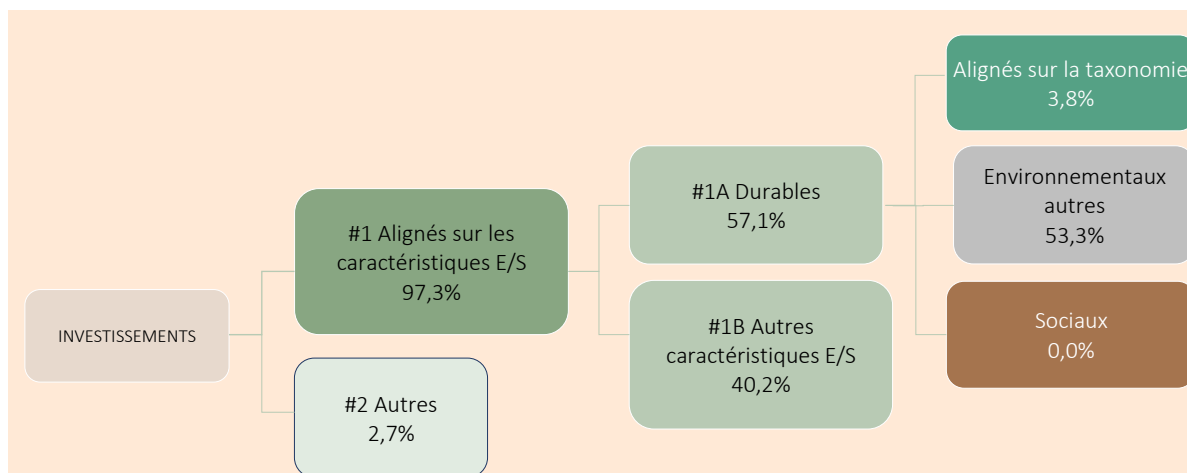 INVESTISSEMENTS
#1 Alignés sur les
caractéristiques E/S
97,3%
#2 Autres
2,7%
#1A Durables
57,1%
#1B Autres
caractéristiques E/S
40,2%
Alignés sur la taxonomie
3,8%
Environnementaux
autres
53,3%
Sociaux
0,0%